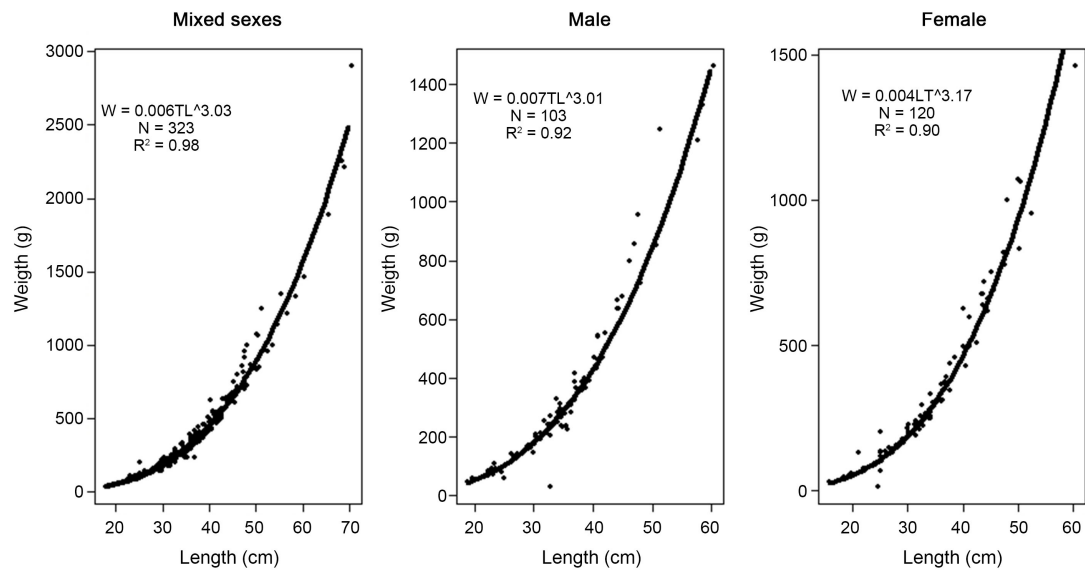 Mixed sexes
3000
2500
2000
1500
1000
500
0
W = 0.006TL^3.03
N = 323
R² = 0.98
Weigth (g)
20 30 40 50 60 70
Length (cm)
Male
1400
1200
1000
800
600
400
200
0
W = 0.007TL^3.01
N = 103
R² = 0.92
Weigth (g)
20 30 40 50 60
Length (cm)
Female
1500
1000
500
0
W = 0.004LT^3.17
N = 120
R² = 0.90
Weigth (g)
20 30 40 50 60
Length (cm)